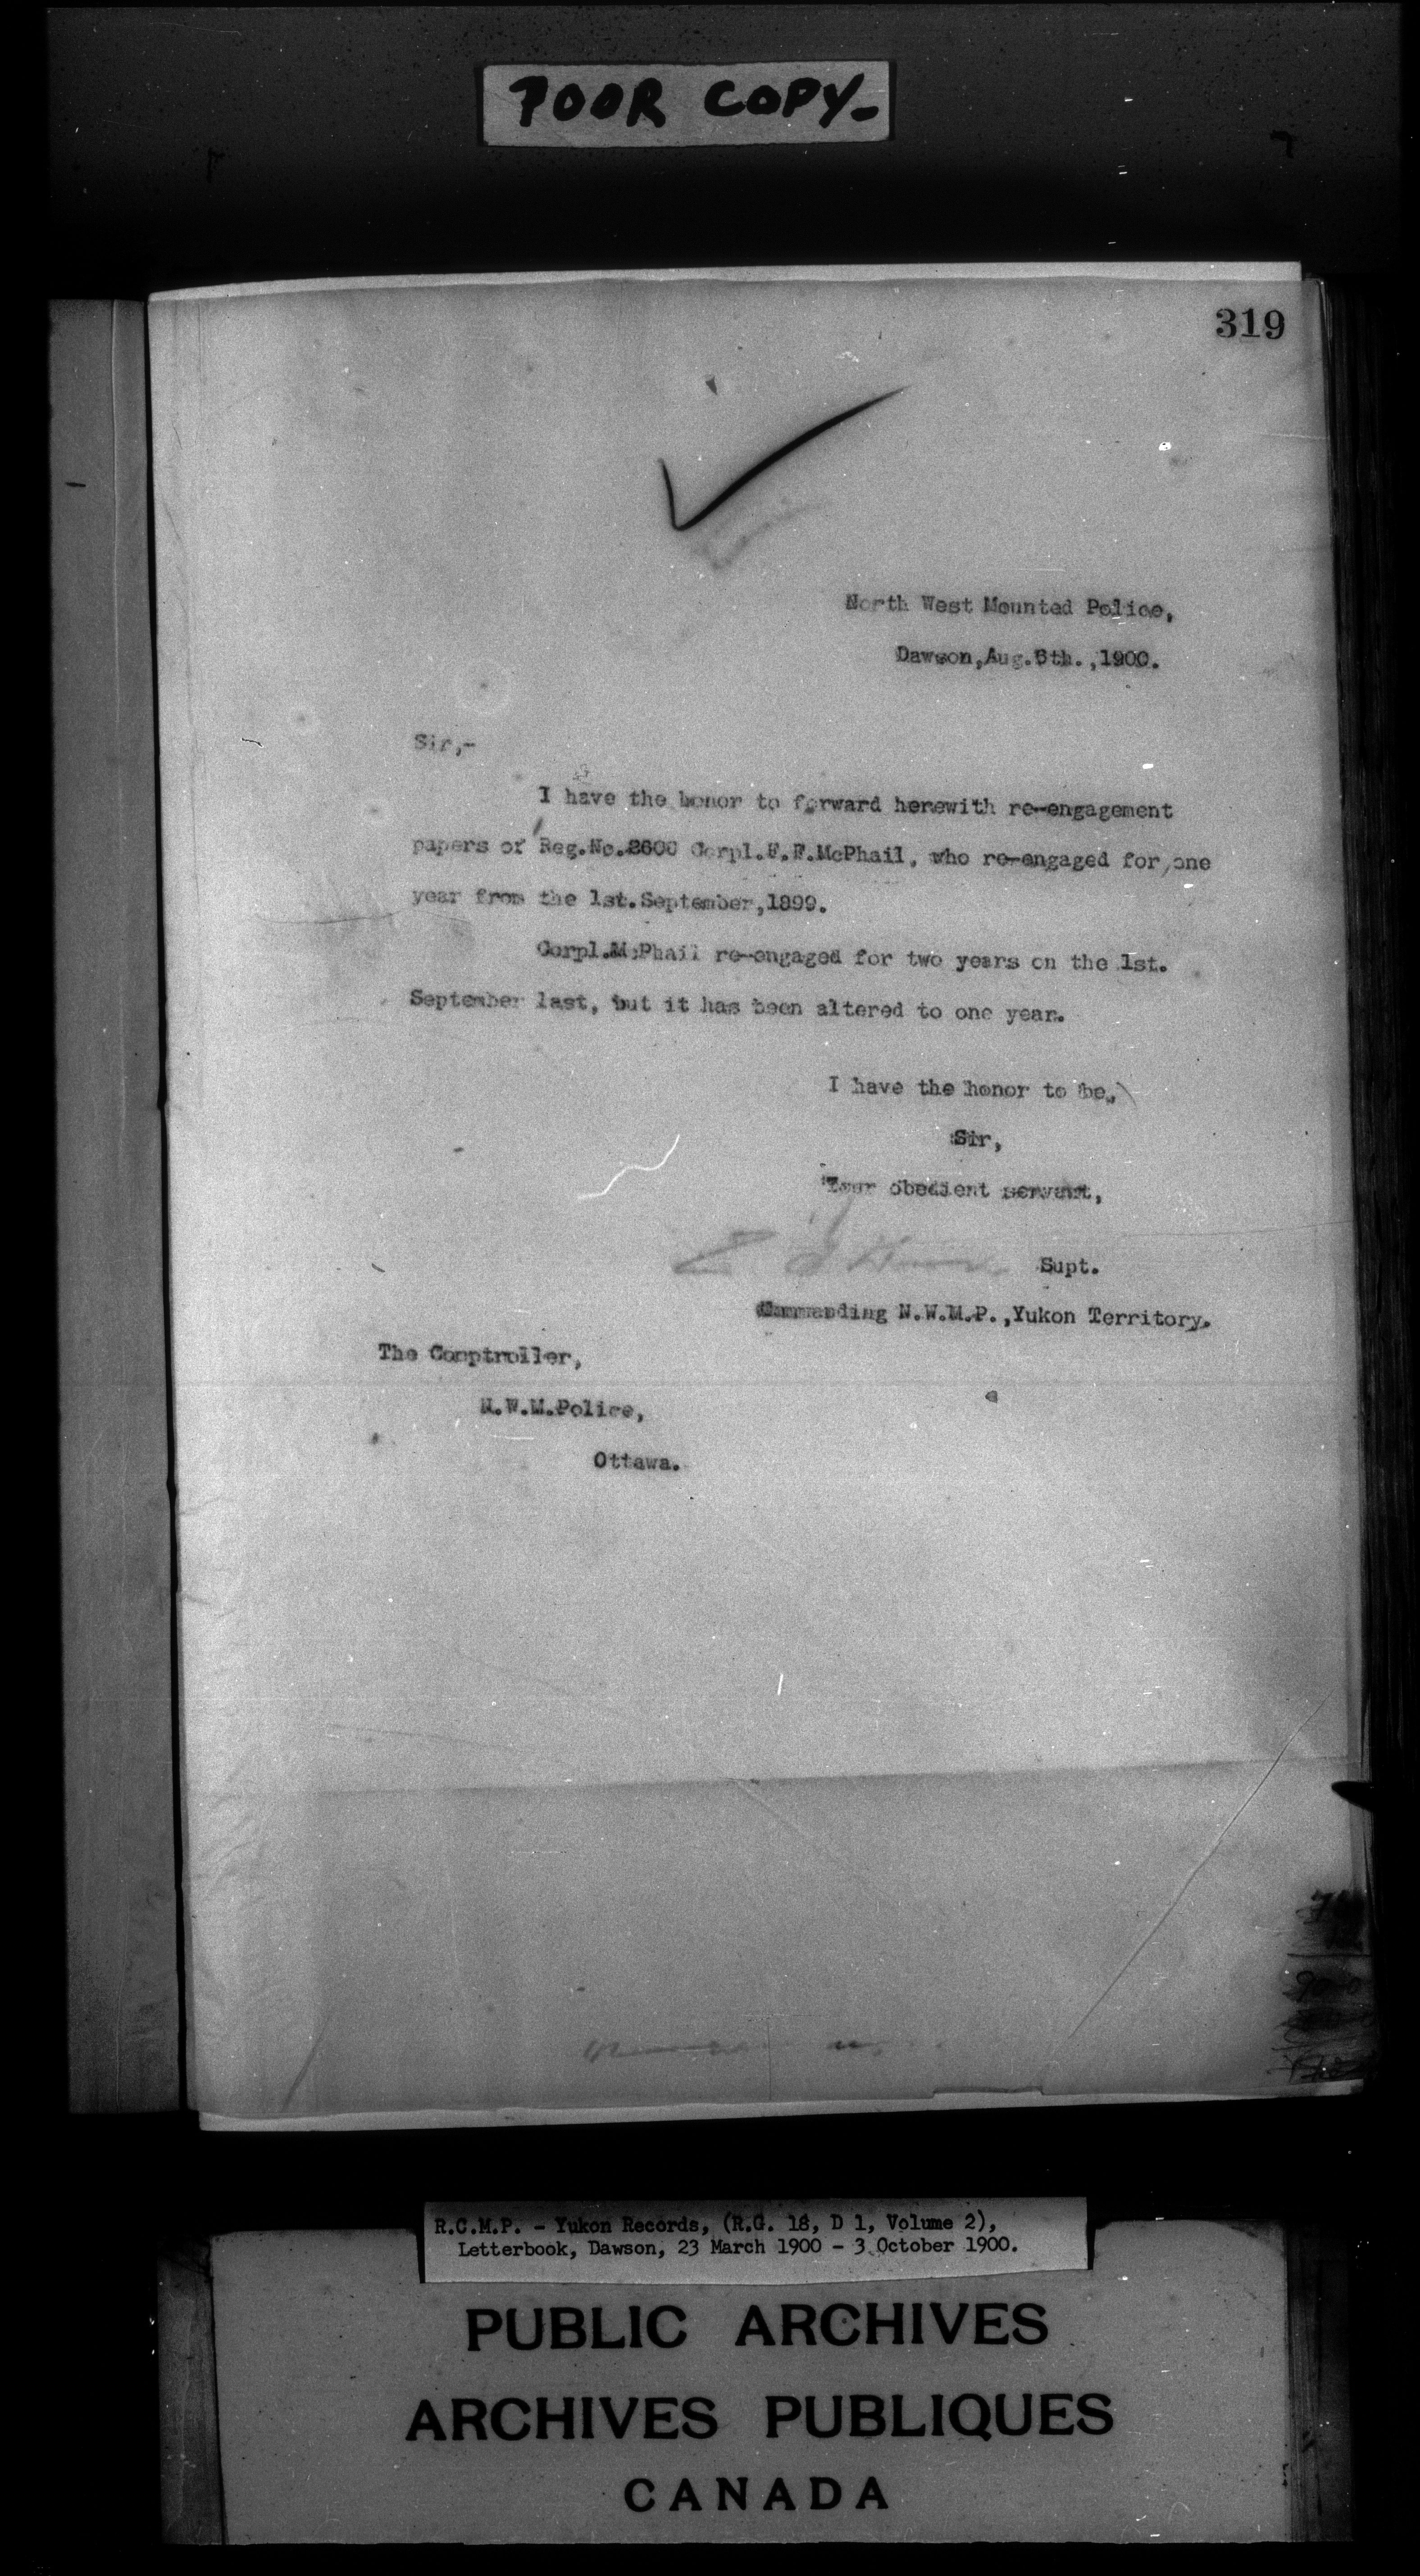 POOR COPY-
319
North West Mounted Police,
Dawson,Aug.6th.,1900.
Sir,-
I have the honor to forward herewith re-engagement
papers of Reg.No.2600 Corpl.F.F.McPhail, who re-engaged for one
year from the 1st.September,1899.
Corpl.McPhail re-engaged for two years on the 1st.
September last, but it has been altered to one year.
I have the honor to be,
Sir,
Your obedient servant,
Supt.
Commanding N.W.M.P.,Yukon Territory.
The Comptroller,
N.W.M.Police,
Ottawa.
R.C.M.P. - Yukon Records, (R.G. 18, D 1, Volume 2),
Letterbook, Dawson, 23 March 1900 - 3 October 1900.
PUBLIC ARCHIVES
ARCHIVES PUBLIQUES
CANADA